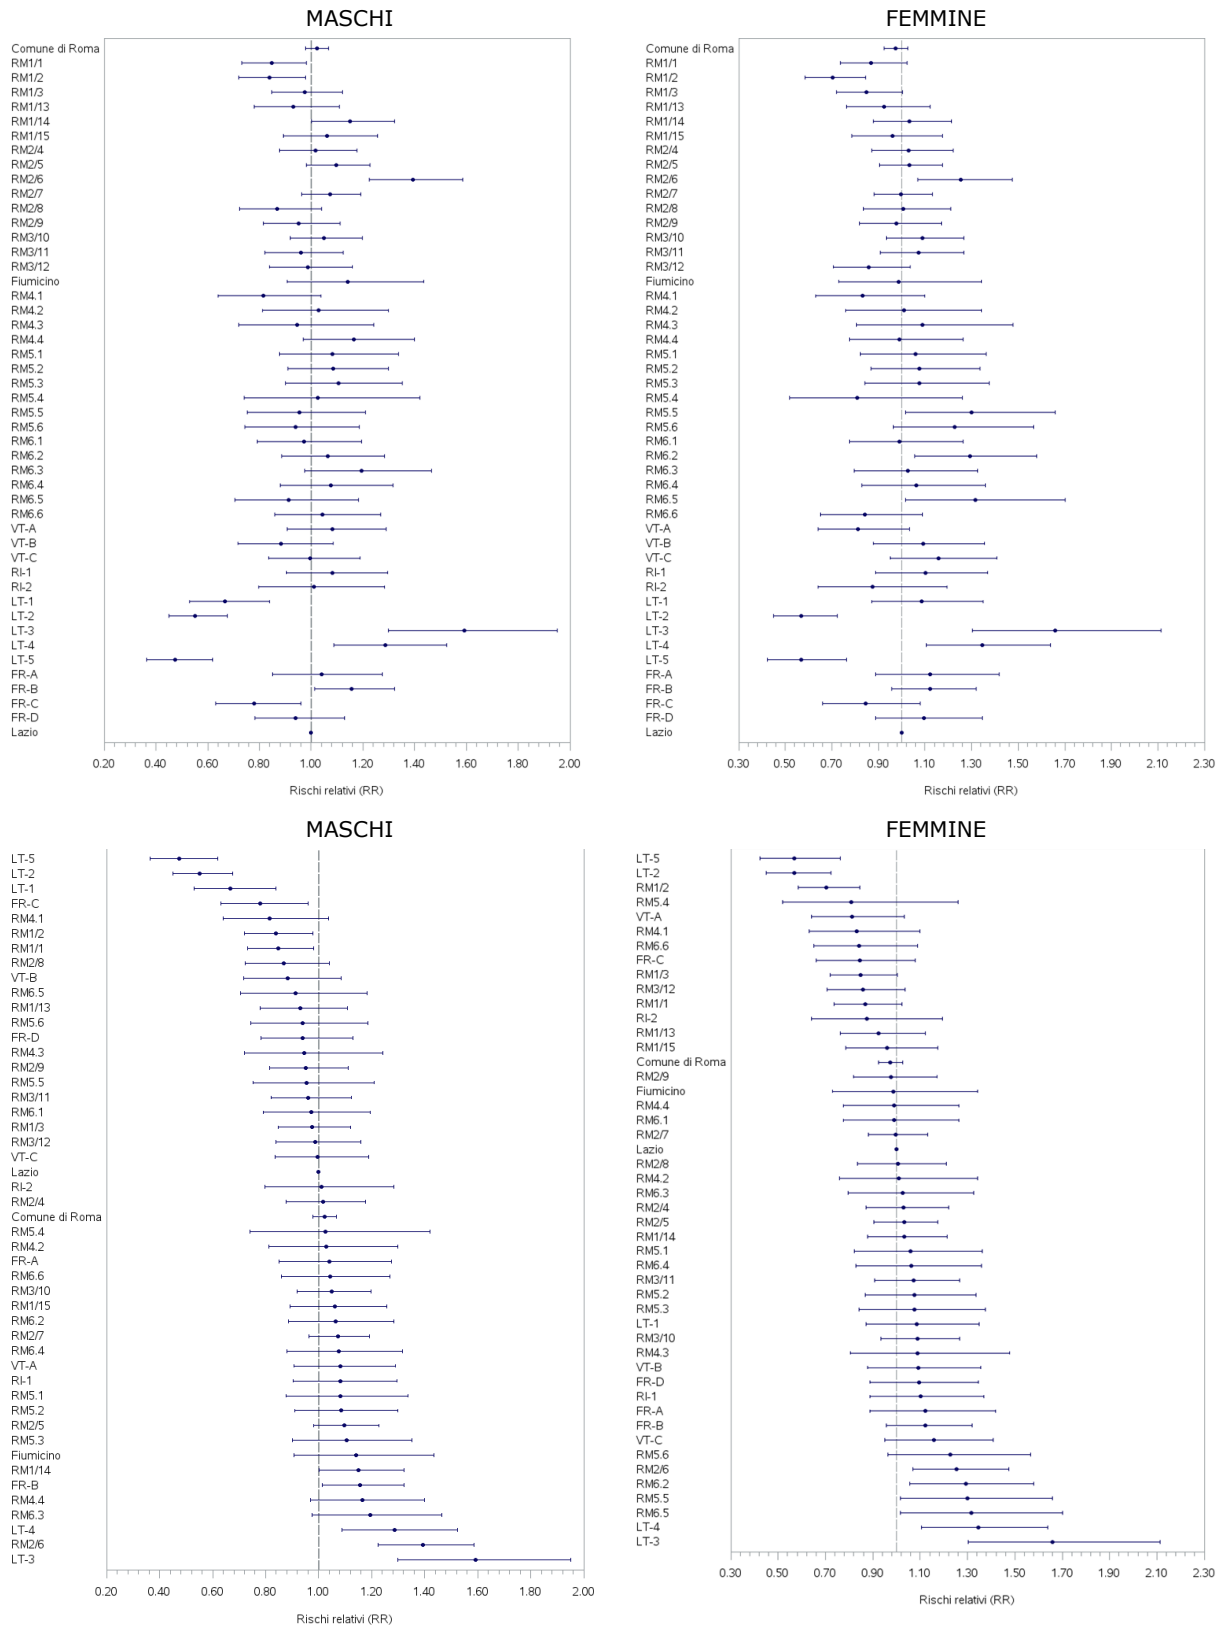 MASCHI
Comune di Roma
RM1/1
RM1/2
RM1/3
RM1/13
RM1/14
RM1/15
RM2/4
RM2/5
RM2/6
RM2/7
RM2/8
RM2/9
RM3/10
RM3/11
RM3/12
Fiumicino
RM4.1
RM4.2
RM4.3
RM4.4
RM5.1
RM5.2
RM5.3
RM5.4
RM5.5
RM5.6
RM6.1
RM6.2
RM6.3
RM6.4
RM6.5
RM6.6
VT-A
VT-B
VT-C
RI-1
RI-2
LT-1
LT-2
LT-3
LT-4
LT-5
FR-A
FR-B
FR-C
FR-D
Lazio
0.20 0.40 0.60 0.80 1.00 1.20 1.40 1.60 1.80 2.00
Rischi relativi (RR)
FEMMINE
Comune di Roma
RM1/1
RM1/2
RM1/3
RM1/13
RM1/14
RM1/15
RM2/4
RM2/5
RM2/6
RM2/7
RM2/8
RM2/9
RM3/10
RM3/11
RM3/12
Fiumicino
RM4.1
RM4.2
RM4.3
RM4.4
RM5.1
RM5.2
RM5.3
RM5.4
RM5.5
RM5.6
RM6.1
RM6.2
RM6.3
RM6.4
RM6.5
RM6.6
VT-A
VT-B
VT-C
RI-1
RI-2
LT-1
LT-2
LT-3
LT-4
LT-5
FR-A
FR-B
FR-C
FR-D
Lazio
0.30 0.50 0.70 0.90 1.10 1.30 1.50 1.70 1.90 2.10 2.30
Rischi relativi (RR)
MASCHI
LT-5
LT-2
LT-1
FR-C
RM4.1
RM1/2
RM1/1
RM2/8
VT-B
RM6.5
RM1/13
RM5.6
FR-D
RM4.3
RM2/9
RM5.5
RM3/11
RM6.1
RM1/3
RM3/12
VT-C
Lazio
RI-2
RM2/4
Comune di Roma
RM5.4
RM4.2
FR-A
RM6.6
RM3/10
RM1/15
RM6.2
RM2/7
RM6.4
VT-A
RI-1
RM5.1
RM5.2
RM2/5
RM5.3
Fiumicino
RM1/14
FR-B
RM4.4
RM6.3
LT-4
RM2/6
LT-3
0.20 0.40 0.60 0.80 1.00 1.20 1.40 1.60 1.80 2.00
Rischi relativi (RR)
FEMMINE
LT-5
LT-2
RM1/2
RM5.4
VT-A
RM4.1
RM6.6
FR-C
RM1/3
RM3/12
RM1/1
RI-2
RM1/13
RM1/15
Comune di Roma
RM2/9
Fiumicino
RM4.4
RM6.1
RM2/7
Lazio
RM2/8
RM4.2
RM6.3
RM2/4
RM2/5
RM1/14
RM5.1
RM6.4
RM3/11
RM5.2
RM5.3
LT-1
RM3/10
RM4.3
VT-B
FR-D
RI-1
FR-A
FR-B
VT-C
RM5.6
RM2/6
RM6.2
RM5.5
RM6.5
LT-4
LT-3
0.30 0.50 0.70 0.90 1.10 1.30 1.50 1.70 1.90 2.10 2.30
Rischi relativi (RR)